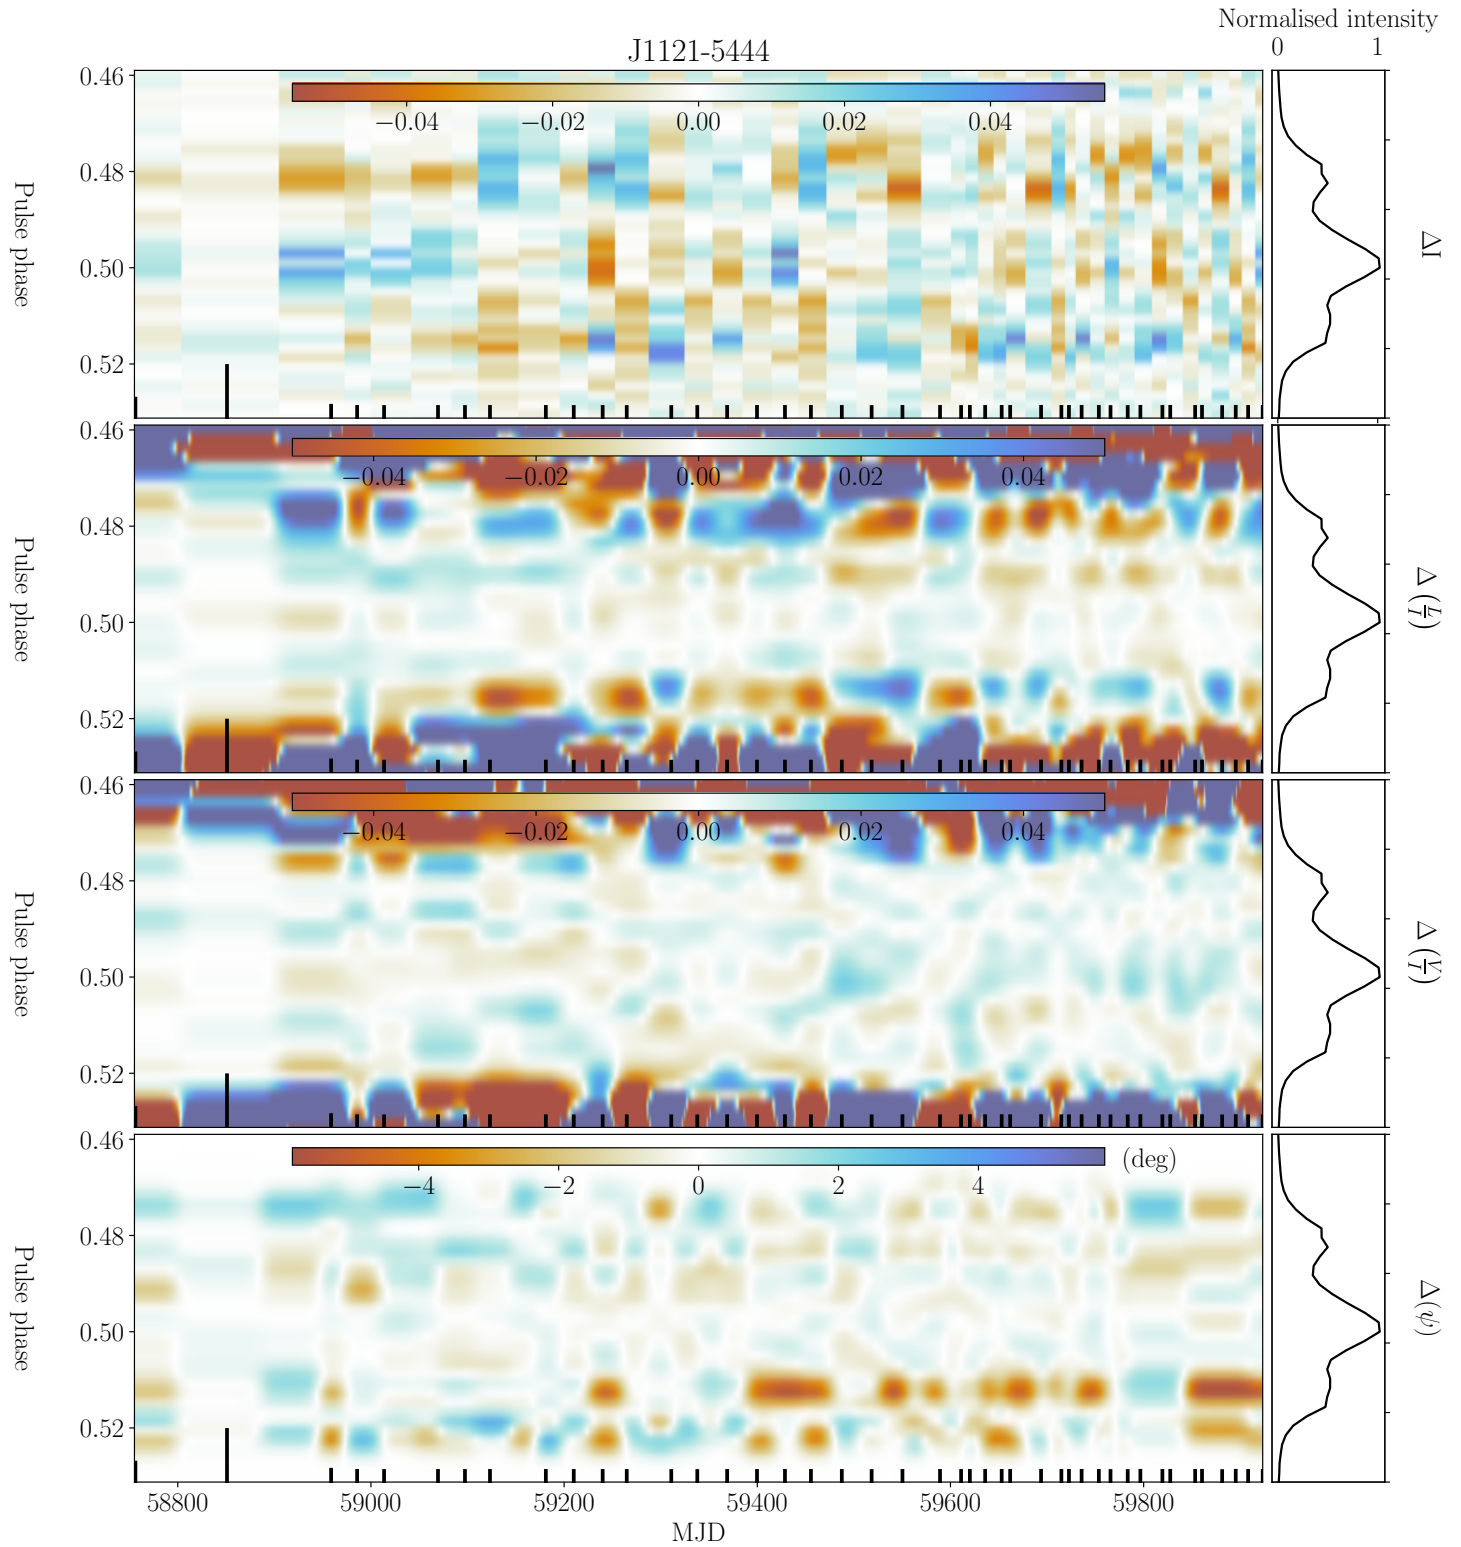 Normalised intensity
J1121-5444
0 1
0.46
−0.04 −0.02 0.00 0.02 0.04
0.48
0.50
0.52
Pulse phase
ΔI
0.46
−0.04 −0.02 0.00 0.02 0.04
0.48
0.50
0.52
Pulse phase
Δ(L/I)
0.46
−0.04 −0.02 0.00 0.02 0.04
0.48
0.50
0.52
Pulse phase
Δ(V/I)
0.46
(deg)
−4 −2 0 2 4
0.48
0.50
0.52
Pulse phase
Δ(ψ)
58800 59000 59200 59400 59600 59800
MJD